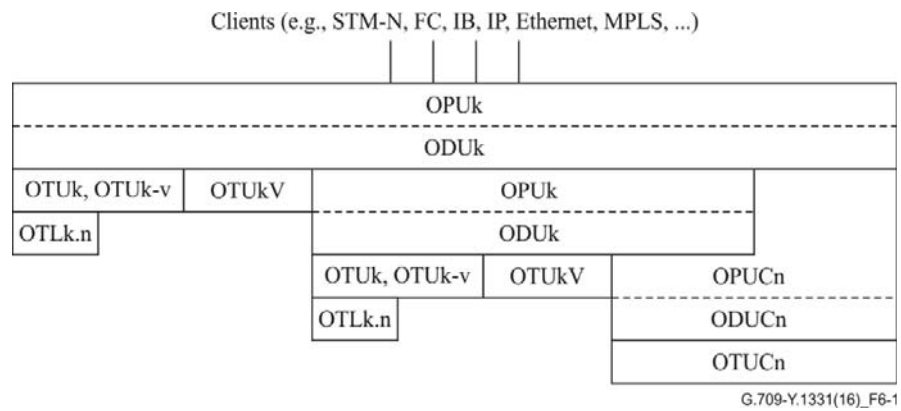 Clients (e.g., STM-N, FC, IB, IP, Ethernet, MPLS, ...)
OPUk
ODUk
OTUk, OTUk-v OTUkV OPUk
OTLk.n ODUk
OTUk, OTUk-v OTUkV OPUCn
OTLk.n ODUCn
OTUCn
G.709-Y.1331(16)_F6-1